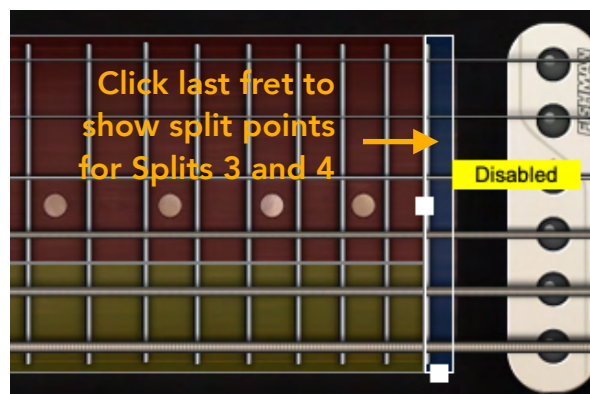 Click last fret to
show split points
for Splits 3 and 4
Disabled
FISHMAN